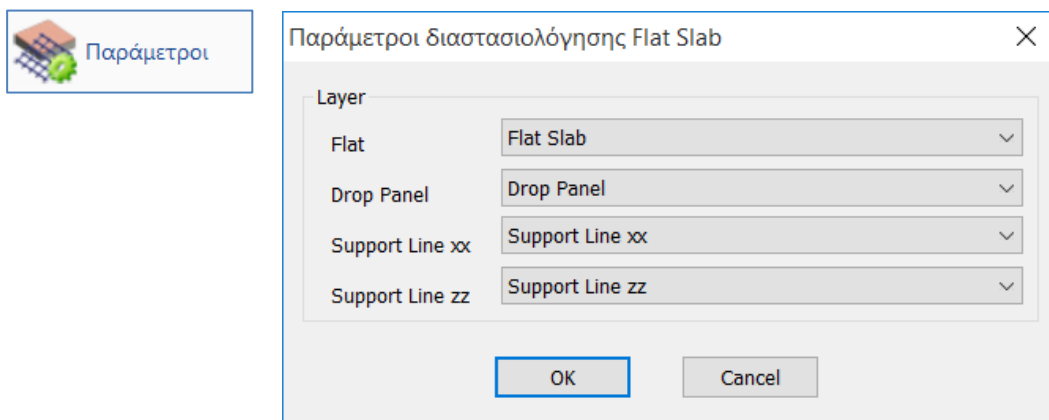 Παράμετροι
Παράμετροι διαστασιολόγησης Flat Slab
Layer
Flat Flat Slab
Drop Panel Drop Panel
Support Line xx Support Line xx
Support Line zz Support Line zz
OK Cancel